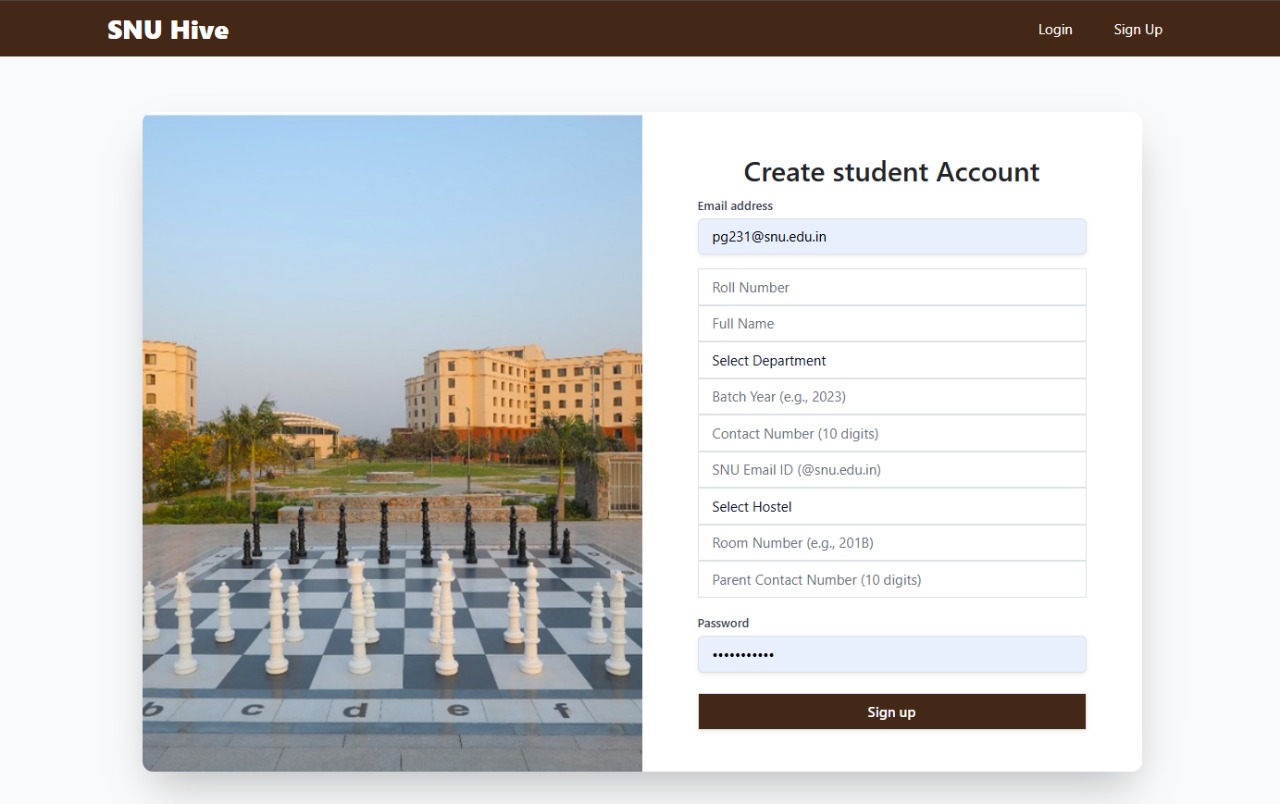 SNU Hive
Login
Sign Up
Create student Account
Email address
pg231@snu.edu.in
Roll Number
Full Name
Select Department
Batch Year (e.g., 2023)
Contact Number (10 digits)
SNU Email ID (@snu.edu.in)
Select Hostel
Room Number (e.g., 201B)
Parent Contact Number (10 digits)
Password
•••••••••••
Sign up
b c d e f